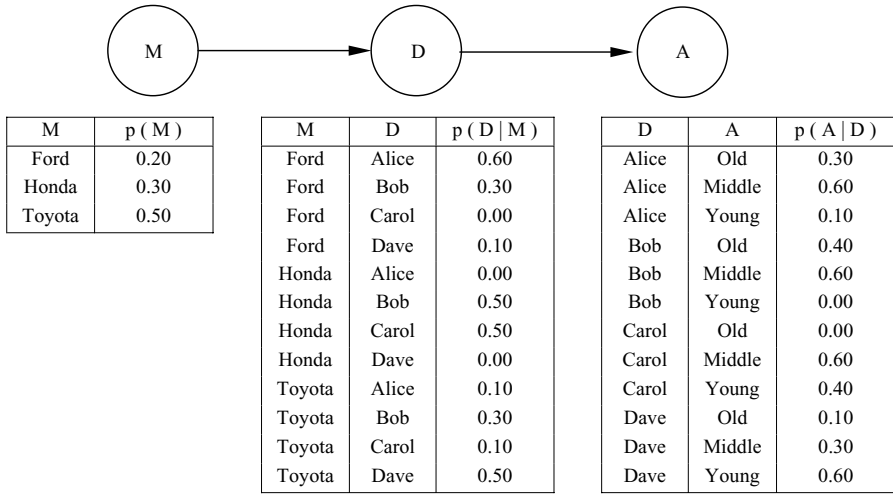 M D A
M p ( M )
Ford 0.20
Honda 0.30
Toyota 0.50
M D p ( D | M )
Ford Alice 0.60
Ford Bob 0.30
Ford Carol 0.00
Ford Dave 0.10
Honda Alice 0.00
Honda Bob 0.50
Honda Carol 0.50
Honda Dave 0.00
Toyota Alice 0.10
Toyota Bob 0.30
Toyota Carol 0.10
Toyota Dave 0.50
D A p ( A | D )
Alice Old 0.30
Alice Middle 0.60
Alice Young 0.10
Bob Old 0.40
Bob Middle 0.60
Bob Young 0.00
Carol Old 0.00
Carol Middle 0.60
Carol Young 0.40
Dave Old 0.10
Dave Middle 0.30
Dave Young 0.60